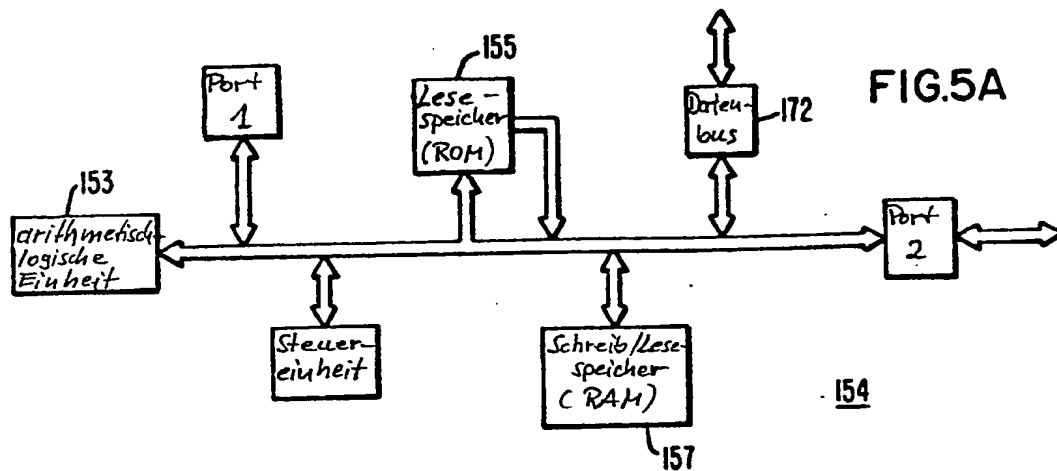 155
FIG.5A
Port
1
Lese-
speicher
(ROM)
Daten-
bus
172
153
arithmetisch-
logische
Einheit
Port
2
Steuer-
einheit
Schreib/Lese-
speicher
(RAM)
154
157